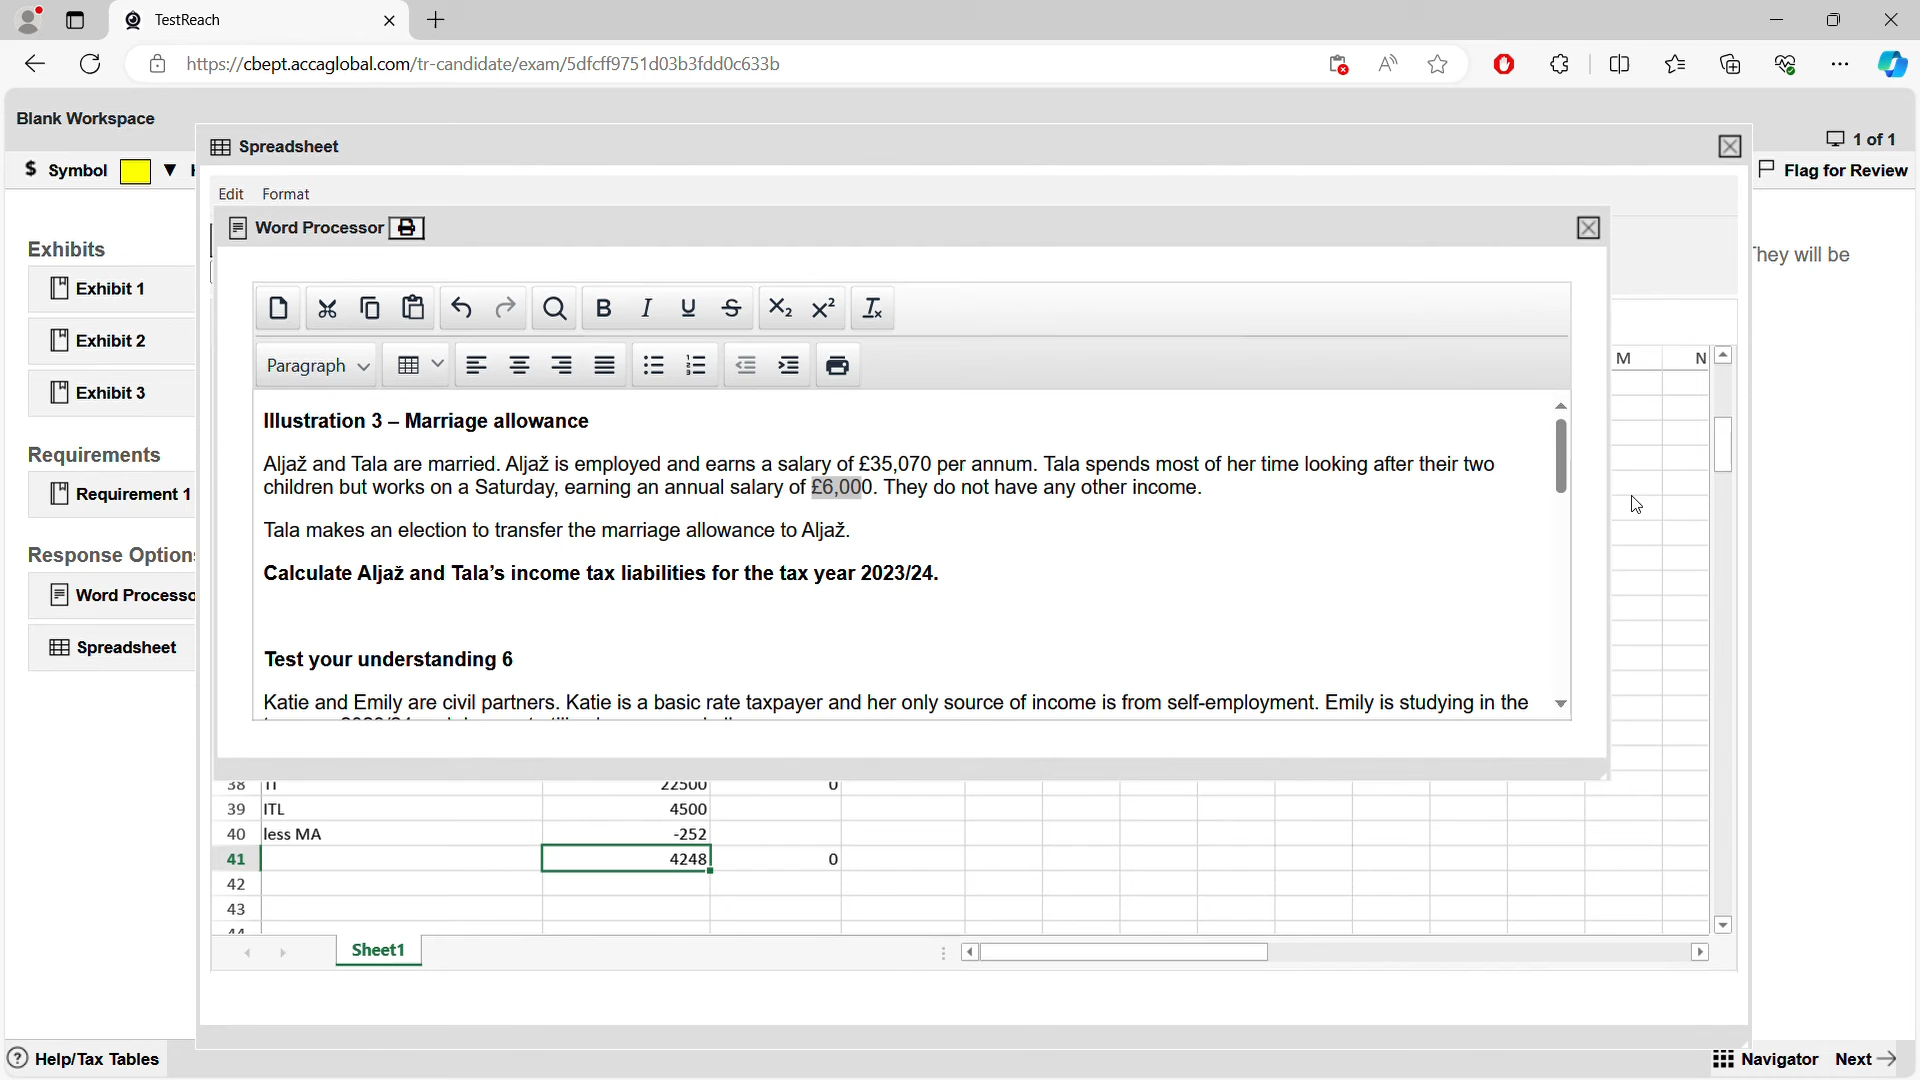 TestReach
https://cbept.accaglobal.com/tr-candidate/exam/5dfcff9751d03b3fdd0c633b
Blank Workspace
1 of 1
$ Symbol
Flag for Review
Spreadsheet
Edit Format
Word Processor
They will be
Exhibits
Exhibit 1
Exhibit 2
Exhibit 3
Requirements
Requirement 1
Response Option
Word Processo
Spreadsheet
Paragraph
Illustration 3 – Marriage allowance
Aljaž and Tala are married. Aljaž is employed and earns a salary of £35,070 per annum. Tala spends most of her time looking after their two
children but works on a Saturday, earning an annual salary of £6,000. They do not have any other income.
Tala makes an election to transfer the marriage allowance to Aljaž.
Calculate Aljaž and Tala’s income tax liabilities for the tax year 2023/24.
Test your understanding 6
Katie and Emily are civil partners. Katie is a basic rate taxpayer and her only source of income is from self-employment. Emily is studying in the
M N
38 TI 22500 0
39 ITL 4500
40 less MA -252
41 4248 0
42
43
44
Sheet1
Help/Tax Tables
Navigator Next